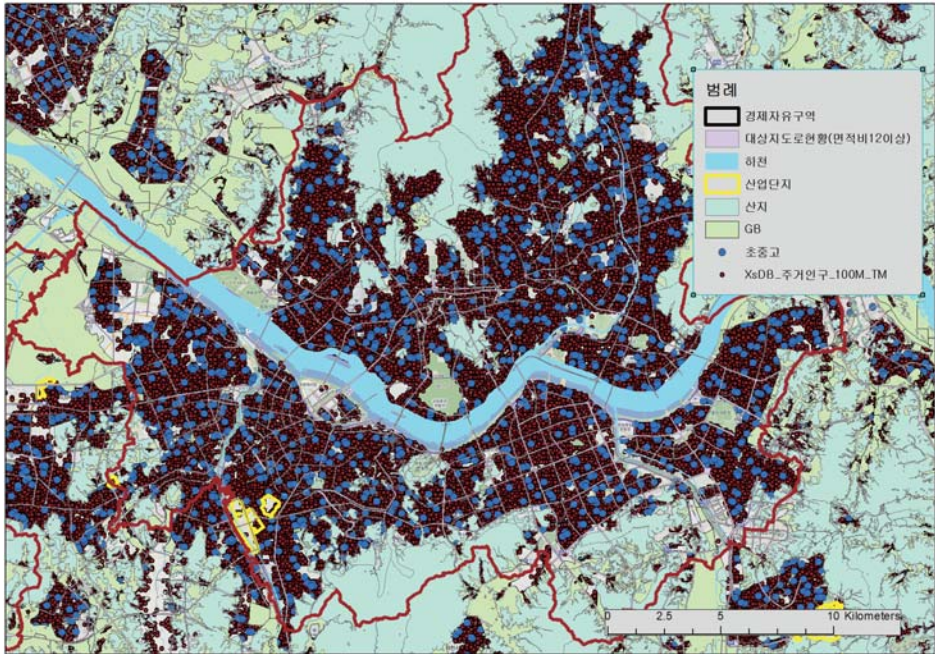 범례
경제자유구역
대상지도로현황(면적비12이상)
하천
산업단지
산지
GB
초중고
XsDB_주거인구_100M_TM
0 2.5 5 10 Kilometers